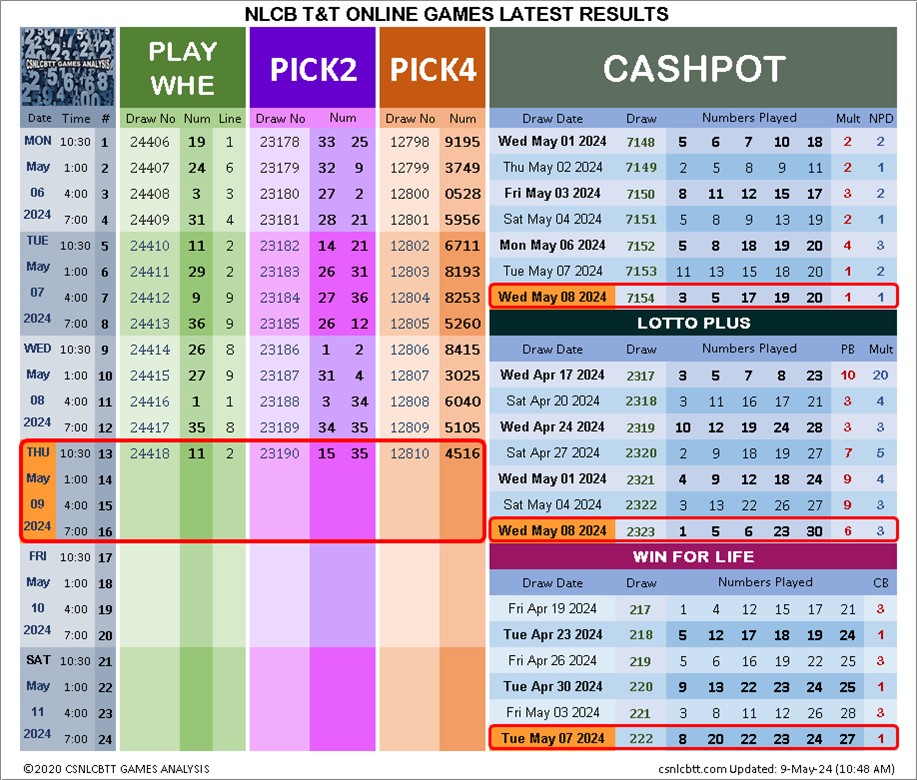 NLCB T&T ONLINE GAMES LATEST RESULTS
CSNLCBTT GAMES ANALYSIS
PLAY WHE PICK2 PICK4 CASHPOT
Date Time # Draw No Num Line Draw No Num Draw No Num
MON 10:30 1 24406 19 1 23178 33 25 12798 9195
May 1:00 2 24407 24 6 23179 32 9 12799 3749
06 4:00 3 24408 3 3 23180 27 2 12800 0528
2024 7:00 4 24409 31 4 23181 28 21 12801 5956
TUE 10:30 5 24410 11 2 23182 14 21 12802 6711
May 1:00 6 24411 29 2 23183 26 31 12803 8193
07 4:00 7 24412 9 9 23184 27 36 12804 8253
2024 7:00 8 24413 36 9 23185 26 12 12805 5260
WED 10:30 9 24414 26 8 23186 1 2 12806 8415
May 1:00 10 24415 27 9 23187 31 4 12807 3025
08 4:00 11 24416 1 1 23188 3 34 12808 6040
2024 7:00 12 24417 35 8 23189 34 35 12809 5105
THU 10:30 13 24418 11 2 23190 15 35 12810 4516
May 1:00 14
09 4:00 15
2024 7:00 16
FRI 10:30 17
May 1:00 18
10 4:00 19
2024 7:00 20
SAT 10:30 21
May 1:00 22
11 4:00 23
2024 7:00 24
Draw Date Draw Numbers Played Mult NPD
Wed May 01 2024 7148 5 6 7 10 18 2 2
Thu May 02 2024 7149 2 5 8 9 11 2 1
Fri May 03 2024 7150 8 11 12 15 17 3 2
Sat May 04 2024 7151 5 8 9 13 19 2 1
Mon May 06 2024 7152 5 8 18 19 20 4 3
Tue May 07 2024 7153 11 13 15 18 20 1 2
Wed May 08 2024 7154 3 5 17 19 20 1 1
LOTTO PLUS
Draw Date Draw Numbers Played PB Mult
Wed Apr 17 2024 2317 3 5 7 8 23 10 20
Sat Apr 20 2024 2318 3 11 16 17 21 3 4
Wed Apr 24 2024 2319 10 12 19 24 28 3 3
Sat Apr 27 2024 2320 2 9 18 19 27 7 5
Wed May 01 2024 2321 4 9 12 18 24 9 4
Sat May 04 2024 2322 3 13 22 26 27 9 3
Wed May 08 2024 2323 1 5 6 23 30 6 3
WIN FOR LIFE
Draw Date Draw Numbers Played CB
Fri Apr 19 2024 217 1 4 12 15 17 21 3
Tue Apr 23 2024 218 5 12 17 18 19 24 1
Fri Apr 26 2024 219 5 6 16 19 22 25 3
Tue Apr 30 2024 220 9 13 22 23 24 25 1
Fri May 03 2024 221 3 8 11 12 26 28 3
Tue May 07 2024 222 8 20 22 23 24 27 1
©2020 CSNLCBTT GAMES ANALYSIS
csnlcbtt.com Updated: 9-May-24 (10:48 AM)